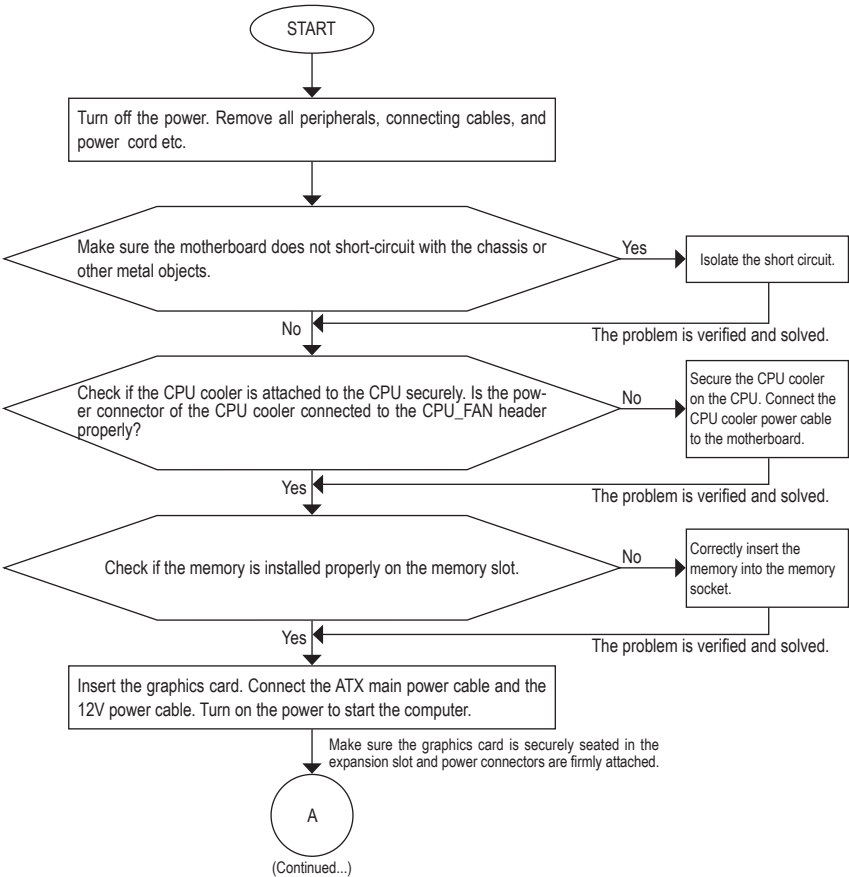 START
Turn off the power. Remove all peripherals, connecting cables, and
power cord etc.
Make sure the motherboard does not short-circuit with the chassis or
other metal objects.
Yes
Isolate the short circuit.
No
The problem is verified and solved.
Check if the CPU cooler is attached to the CPU securely. Is the pow-
er connector of the CPU cooler connected to the CPU_FAN header
properly?
No
Secure the CPU cooler
on the CPU. Connect the
CPU cooler power cable
to the motherboard.
Yes
The problem is verified and solved.
Check if the memory is installed properly on the memory slot.
No
Correctly insert the
memory into the memory
socket.
Yes
The problem is verified and solved.
Insert the graphics card. Connect the ATX main power cable and the
12V power cable. Turn on the power to start the computer.
Make sure the graphics card is securely seated in the
expansion slot and power connectors are firmly attached.
A
(Continued...)